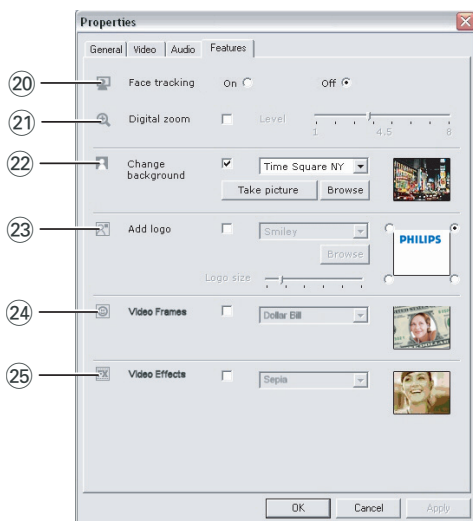 Properties
General Video Audio Features
20 Face tracking On Off
21 Digital zoom Level 1 4.5 8
22 Change background Time Square NY
Take picture Browse
23 Add logo Smiley
PHILIPS
Browse
Logo size
24 Video Frames Dollar Bill
25 Video Effects Sepia
OK Cancel Apply